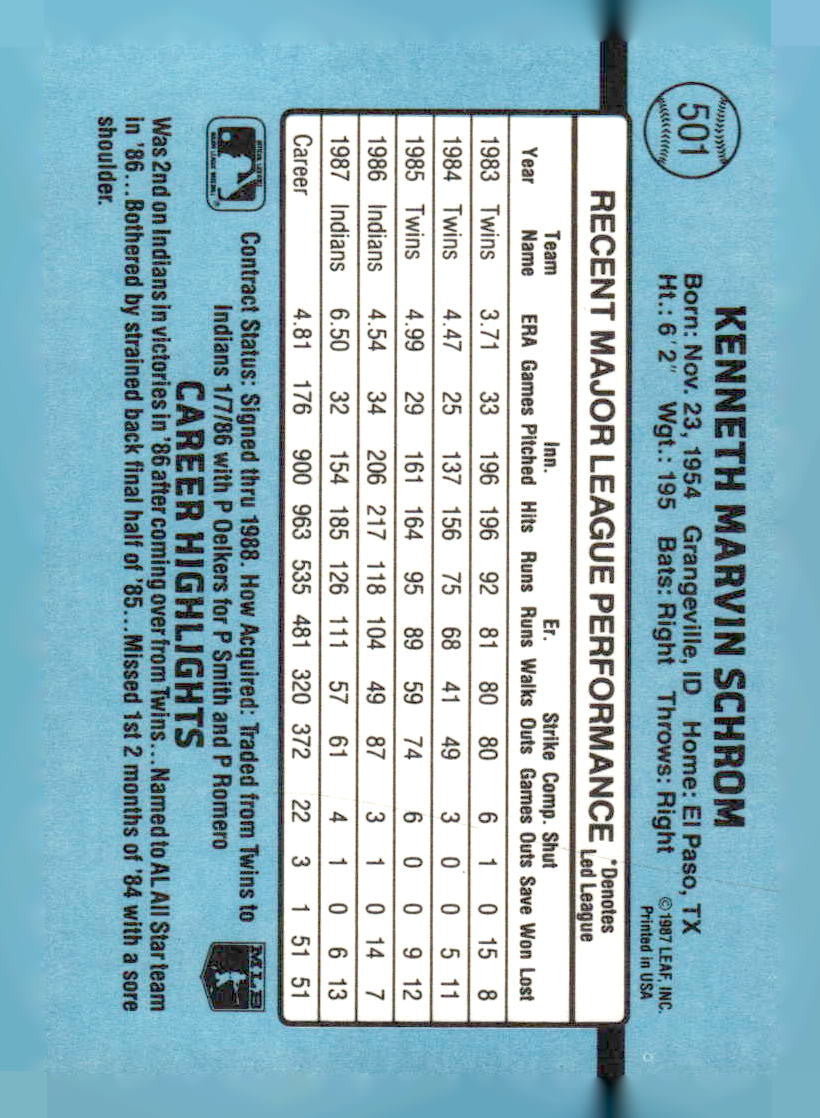 501
KENNETH MARVIN SCHROM
Born: Nov. 23, 1954 Grangeville, ID Home: El Paso, TX
Ht.: 6'2" Wgt.: 195 Bats: Right Throws: Right
©1987 LEAF, INC.
Printed in USA
RECENT MAJOR LEAGUE PERFORMANCE *Denotes Led League
Year Team Name ERA Games Inn. Pitched Hits Runs Er. Runs Walks Strike Outs Comp. Games Shut Outs Save Won Lost
1983 Twins 3.71 33 196 196 92 81 80 80 6 1 0 15 8
1984 Twins 4.47 25 137 156 75 68 41 49 3 0 0 5 11
1985 Twins 4.99 29 161 164 95 89 59 74 6 0 0 9 12
1986 Indians 4.54 34 206 217 118 104 49 87 3 1 0 14 7
1987 Indians 6.50 32 154 185 126 111 57 61 4 1 0 6 13
Career 4.81 176 900 963 535 481 320 372 22 3 1 51 51
Contract Status: Signed thru 1988. How Acquired: Traded from Twins to
Indians 1/7/86 with P Oelkers for P Smith and P Romero
CAREER HIGHLIGHTS
Was 2nd on Indians in victories in '86 after coming over from Twins...Named to AL All Star team
in '86...Bothered by strained back final half of '85...Missed 1st 2 months of '84 with a sore
shoulder.